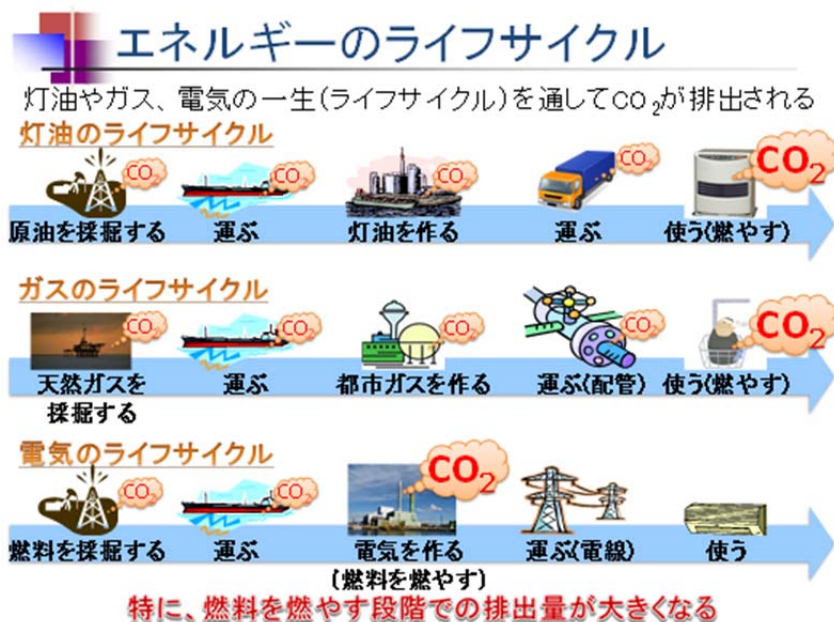 エネルギーのライフサイクル
灯油やガス、電気の一生(ライフサイクル)を通してCO₂が排出される
灯油のライフサイクル
CO₂ CO₂ CO₂ CO₂ CO₂
原油を採掘する 運ぶ 灯油を作る 運ぶ 使う(燃やす)
ガスのライフサイクル
CO₂ CO₂ CO₂ CO₂ CO₂
天然ガスを 運ぶ 都市ガスを作る 運ぶ(配管) 使う(燃やす)
採掘する
電気のライフサイクル
CO₂ CO₂ CO₂
燃料を採掘する 運ぶ 電気を作る 運ぶ(電線) 使う
(燃料を燃やす)
特に、燃料を燃やす段階での排出量が大きくなる